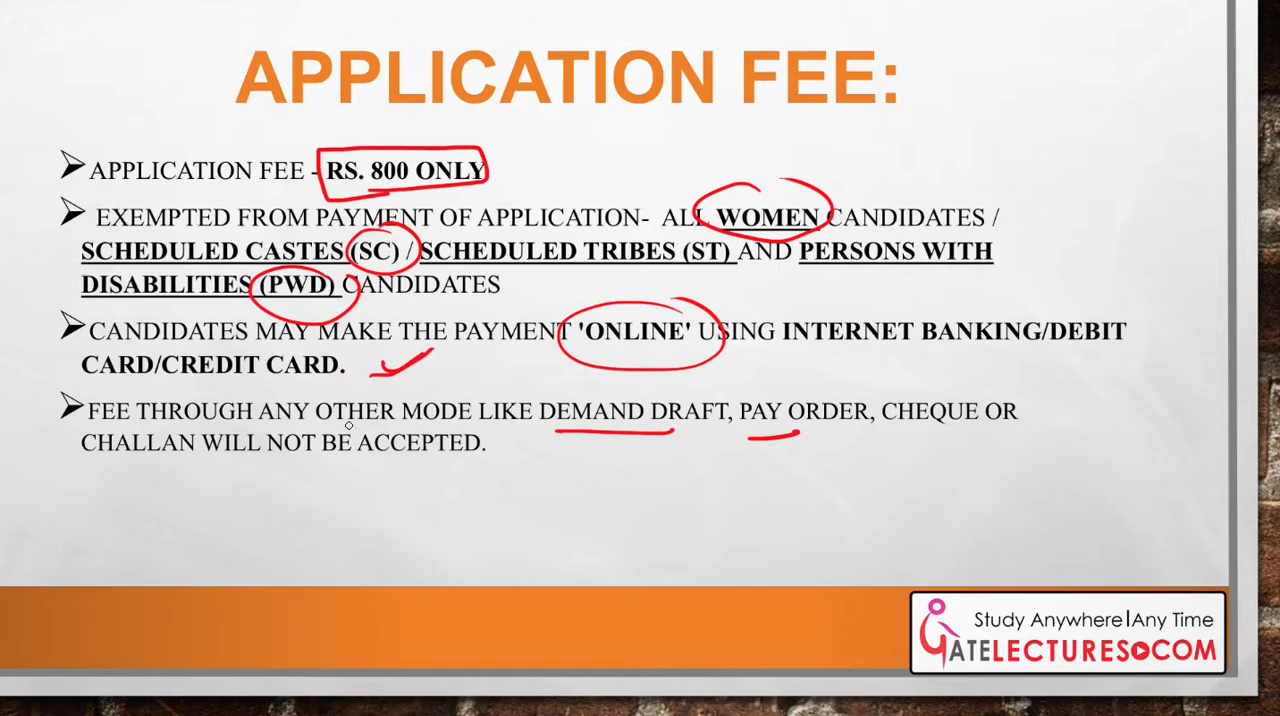 APPLICATION FEE:
APPLICATION FEE - RS. 800 ONLY
EXEMPTED FROM PAYMENT OF APPLICATION- ALL WOMEN CANDIDATES /
SCHEDULED CASTES (SC) / SCHEDULED TRIBES (ST) AND PERSONS WITH
DISABILITIES (PWD) CANDIDATES
CANDIDATES MAY MAKE THE PAYMENT 'ONLINE' USING INTERNET BANKING/DEBIT
CARD/CREDIT CARD.
FEE THROUGH ANY OTHER MODE LIKE DEMAND DRAFT, PAY ORDER, CHEQUE OR
CHALLAN WILL NOT BE ACCEPTED.
Study Anywhere|Any Time
GATELECTURES.COM